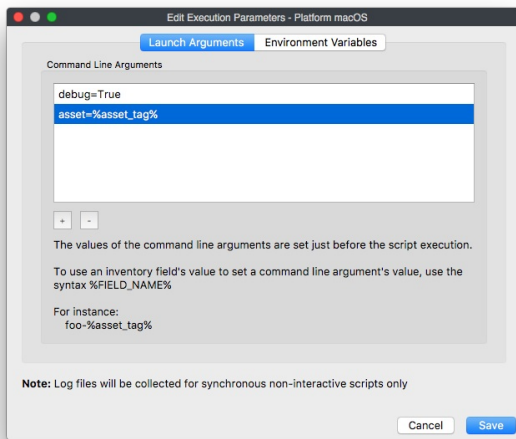 Edit Execution Parameters - Platform macOS
Launch Arguments Environment Variables
Command Line Arguments
debug=True
asset=%asset_tag%
+ -
The values of the command line arguments are set just before the script execution.
To use an inventory field's value to set a command line argument's value, use the
syntax %FIELD_NAME%
For instance:
foo-%asset_tag%
Note: Log files will be collected for synchronous non-interactive scripts only
Cancel Save